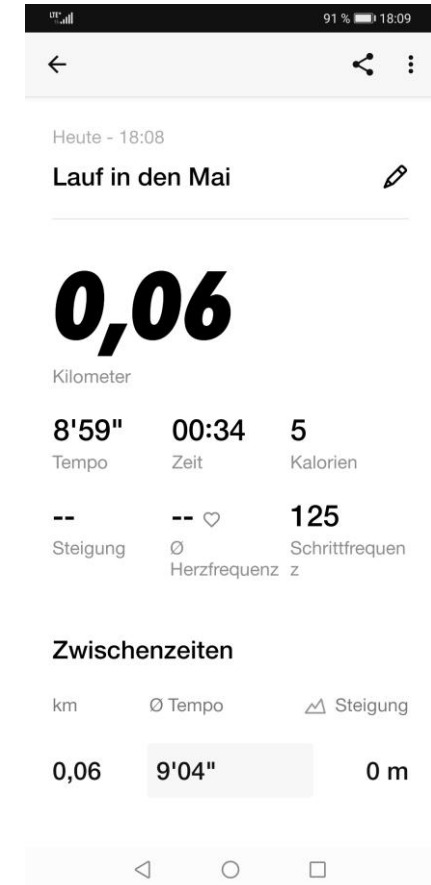 LTE+ 91 % 18:09
Heute - 18:08
Lauf in den Mai
0,06
Kilometer
8'59" 00:34 5
Tempo Zeit Kalorien
-- -- 125
Steigung Ø Schrittfrequen
Herzfrequenz z
Zwischenzeiten
km Ø Tempo Steigung
0,06 9'04" 0 m